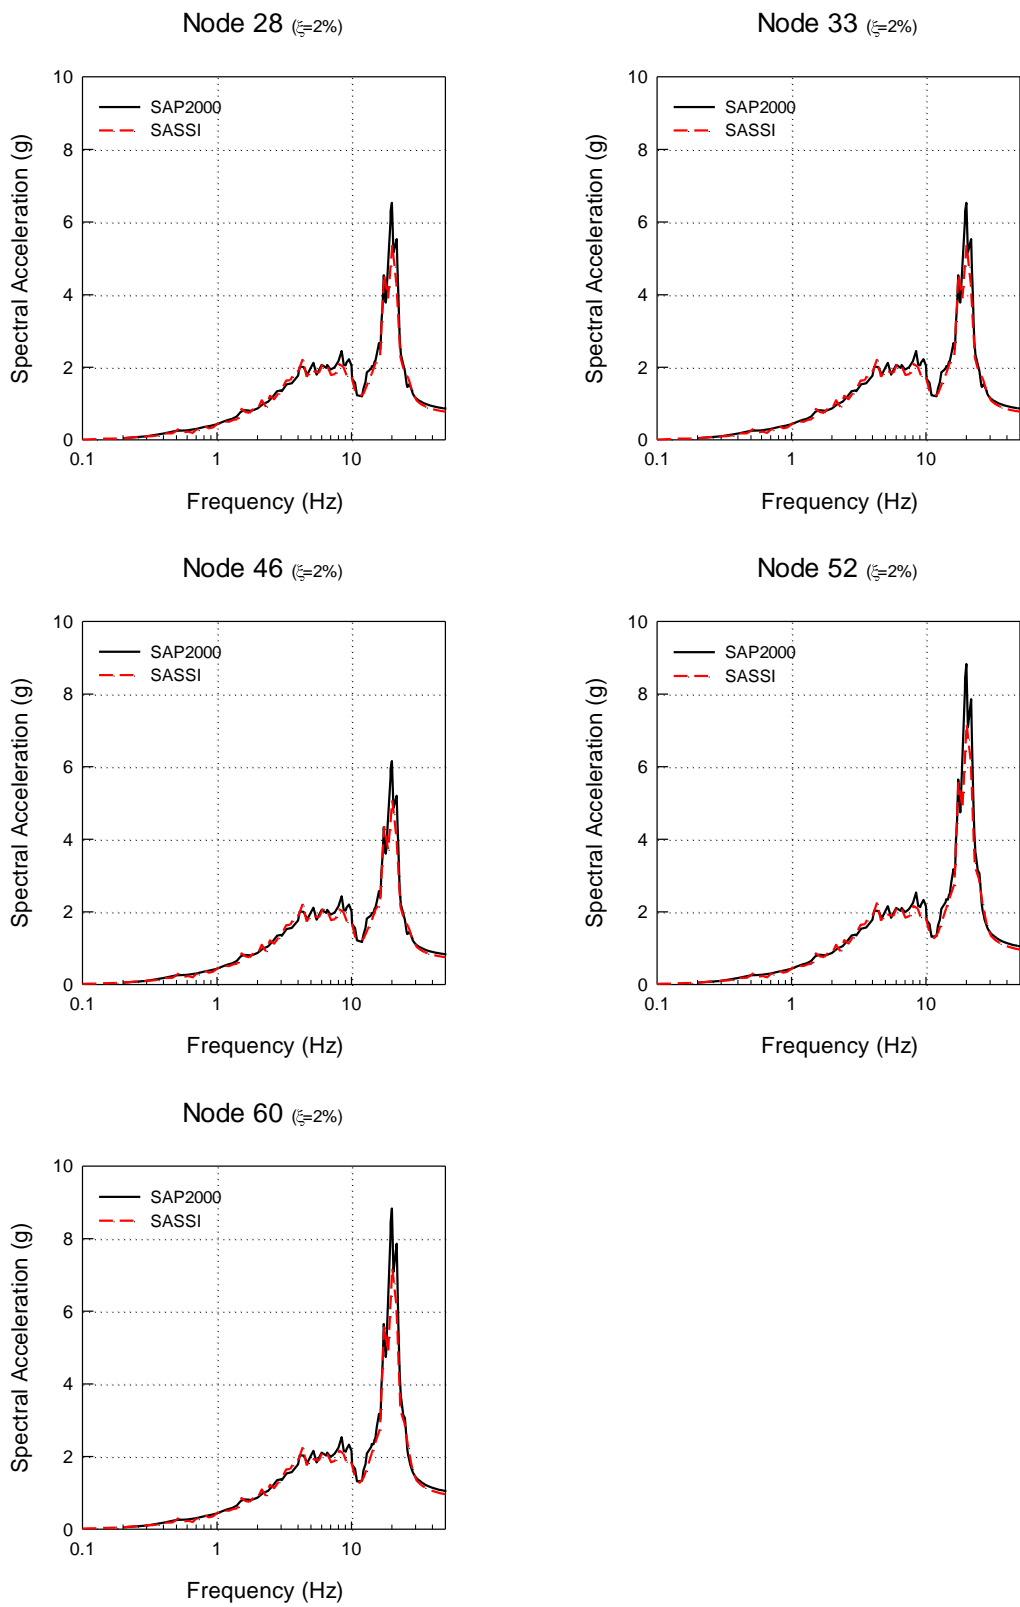 Node 28 (ξ=2%)
10
8
6
4
2
0
SAP2000
SASSI
Spectral Acceleration (g)
0.1 1 10
Frequency (Hz)
Node 33 (ξ=2%)
10
8
6
4
2
0
SAP2000
SASSI
Spectral Acceleration (g)
0.1 1 10
Frequency (Hz)
Node 46 (ξ=2%)
10
8
6
4
2
0
SAP2000
SASSI
Spectral Acceleration (g)
0.1 1 10
Frequency (Hz)
Node 52 (ξ=2%)
10
8
6
4
2
0
SAP2000
SASSI
Spectral Acceleration (g)
0.1 1 10
Frequency (Hz)
Node 60 (ξ=2%)
10
8
6
4
2
0
SAP2000
SASSI
Spectral Acceleration (g)
0.1 1 10
Frequency (Hz)